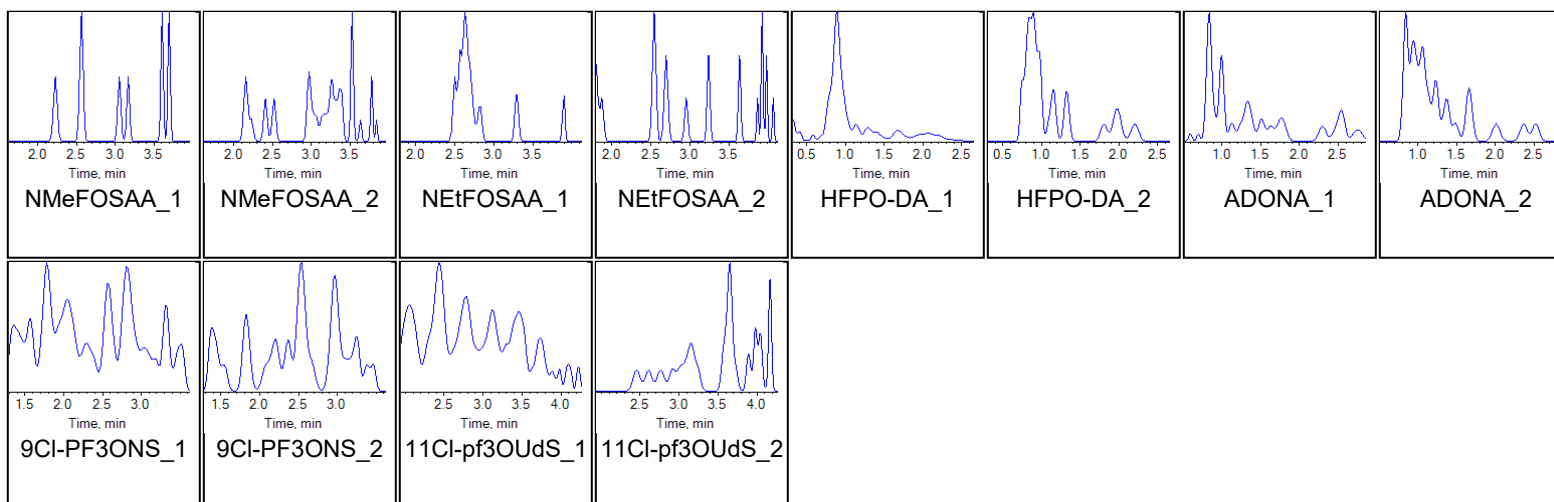 2.0 2.5 3.0 3.5
Time, min
NMeFOSAA_1
2.0 2.5 3.0 3.5
Time, min
NMeFOSAA_2
2.0 2.5 3.0 3.5
Time, min
NEtFOSAA_1
2.0 2.5 3.0 3.5
Time, min
NEtFOSAA_2
0.5 1.0 1.5 2.0 2.5
Time, min
HFPO-DA_1
0.5 1.0 1.5 2.0 2.5
Time, min
HFPO-DA_2
1.0 1.5 2.0 2.5
Time, min
ADONA_1
1.0 1.5 2.0 2.5
Time, min
ADONA_2
1.5 2.0 2.5 3.0
Time, min
9Cl-PF3ONS_1
1.5 2.0 2.5 3.0
Time, min
9Cl-PF3ONS_2
2.5 3.0 3.5 4.0
Time, min
11Cl-pf3OUdS_1
2.5 3.0 3.5 4.0
Time, min
11Cl-pf3OUdS_2